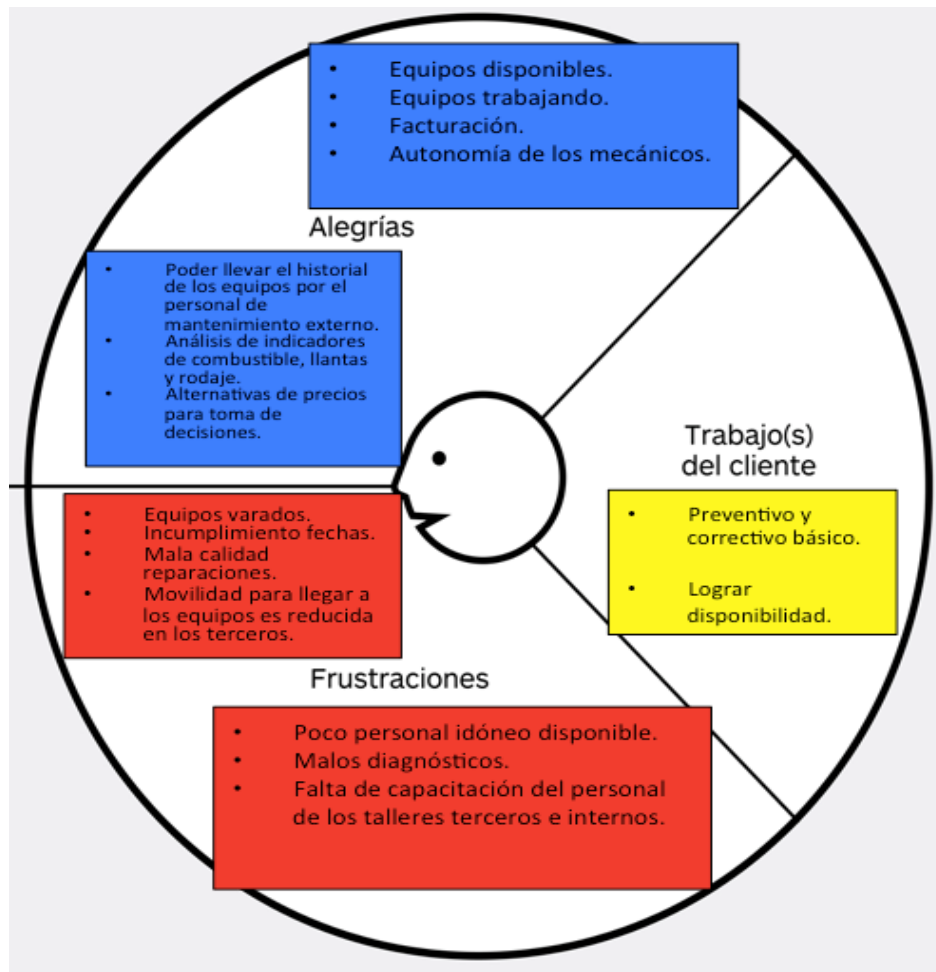 • Equipos disponibles.
• Equipos trabajando.
• Facturación.
• Autonomía de los mecánicos.
Alegrías
• Poder llevar el historial
de los equipos por el
personal de
mantenimiento externo.
• Análisis de indicadores
de combustible, llantas
y rodaje.
• Alternativas de precios
para toma de
decisiones.
Trabajo(s)
del cliente
• Preventivo y
correctivo básico.
• Lograr
disponibilidad.
• Equipos varados.
• Incumplimiento fechas.
• Mala calidad
reparaciones.
• Movilidad para llegar a
los equipos es reducida
en los terceros.
Frustraciones
• Poco personal idóneo disponible.
• Malos diagnósticos.
• Falta de capacitación del personal
de los talleres terceros e internos.